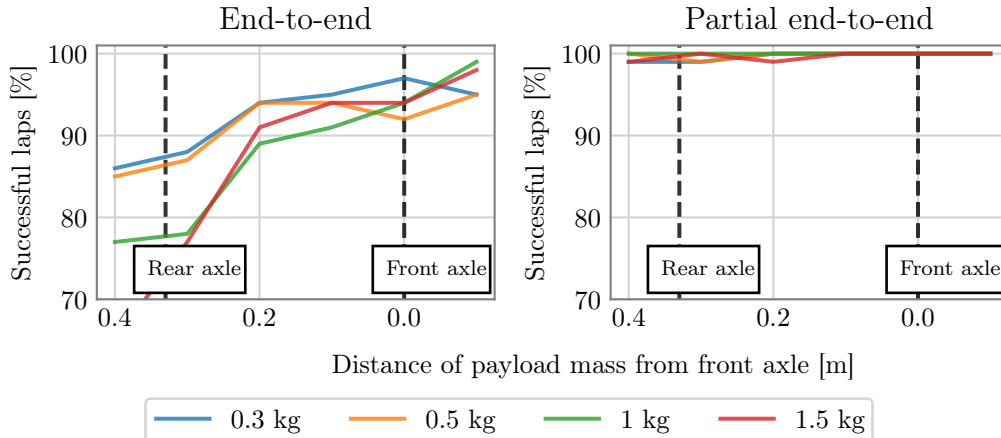 End-to-end
Partial end-to-end
Successful laps [%]
100
90
80
70
0.4
0.2
0.0
Rear axle
Front axle
Successful laps [%]
100
90
80
70
0.4
0.2
0.0
Rear axle
Front axle
Distance of payload mass from front axle [m]
0.3 kg
0.5 kg
1 kg
1.5 kg